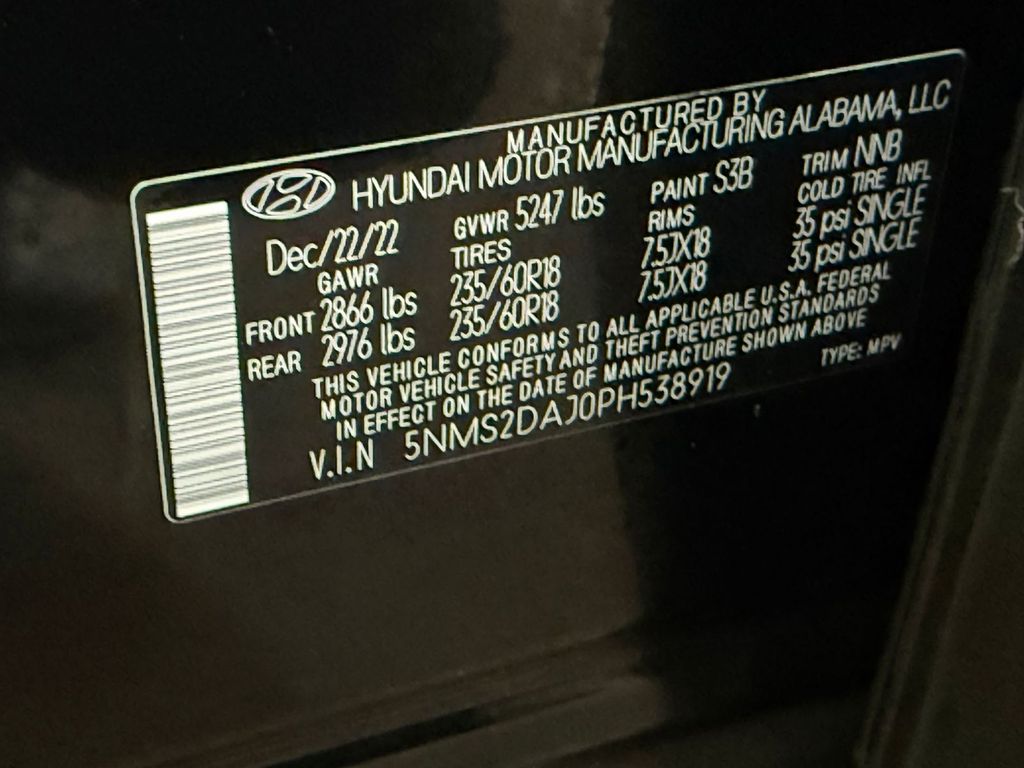 MANUFACTURED BY
HYUNDAI MOTOR MANUFACTURING ALABAMA, LLC
Dec/22/22 GVWR 5247 lbs PAINT S3B TRIM NNB
GAWR TIRES RIMS COLD TIRE INFL
FRONT 2866 lbs 235/60R18 7.5JX18 35 psi SINGLE
REAR 2976 lbs 235/60R18 7.5JX18 35 psi SINGLE
THIS VEHICLE CONFORMS TO ALL APPLICABLE U.S.A. FEDERAL
MOTOR VEHICLE SAFETY AND THEFT PREVENTION STANDARDS
IN EFFECT ON THE DATE OF MANUFACTURE SHOWN ABOVE
V.I.N 5NMS2DAJ0PH538919 TYPE: MPV